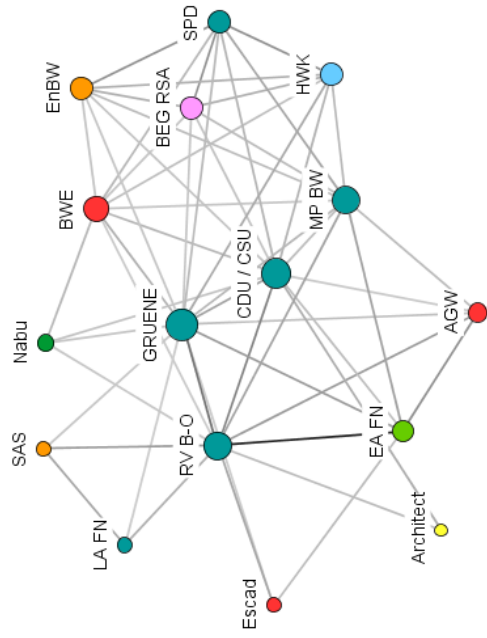 SPD
EnBW
BEG RSA
HWK
BWE
MP BW
CDU / CSU
Nabu
GRUENE
AGW
SAS
RV B-O
EA FN
LA FN
Architect
Escad